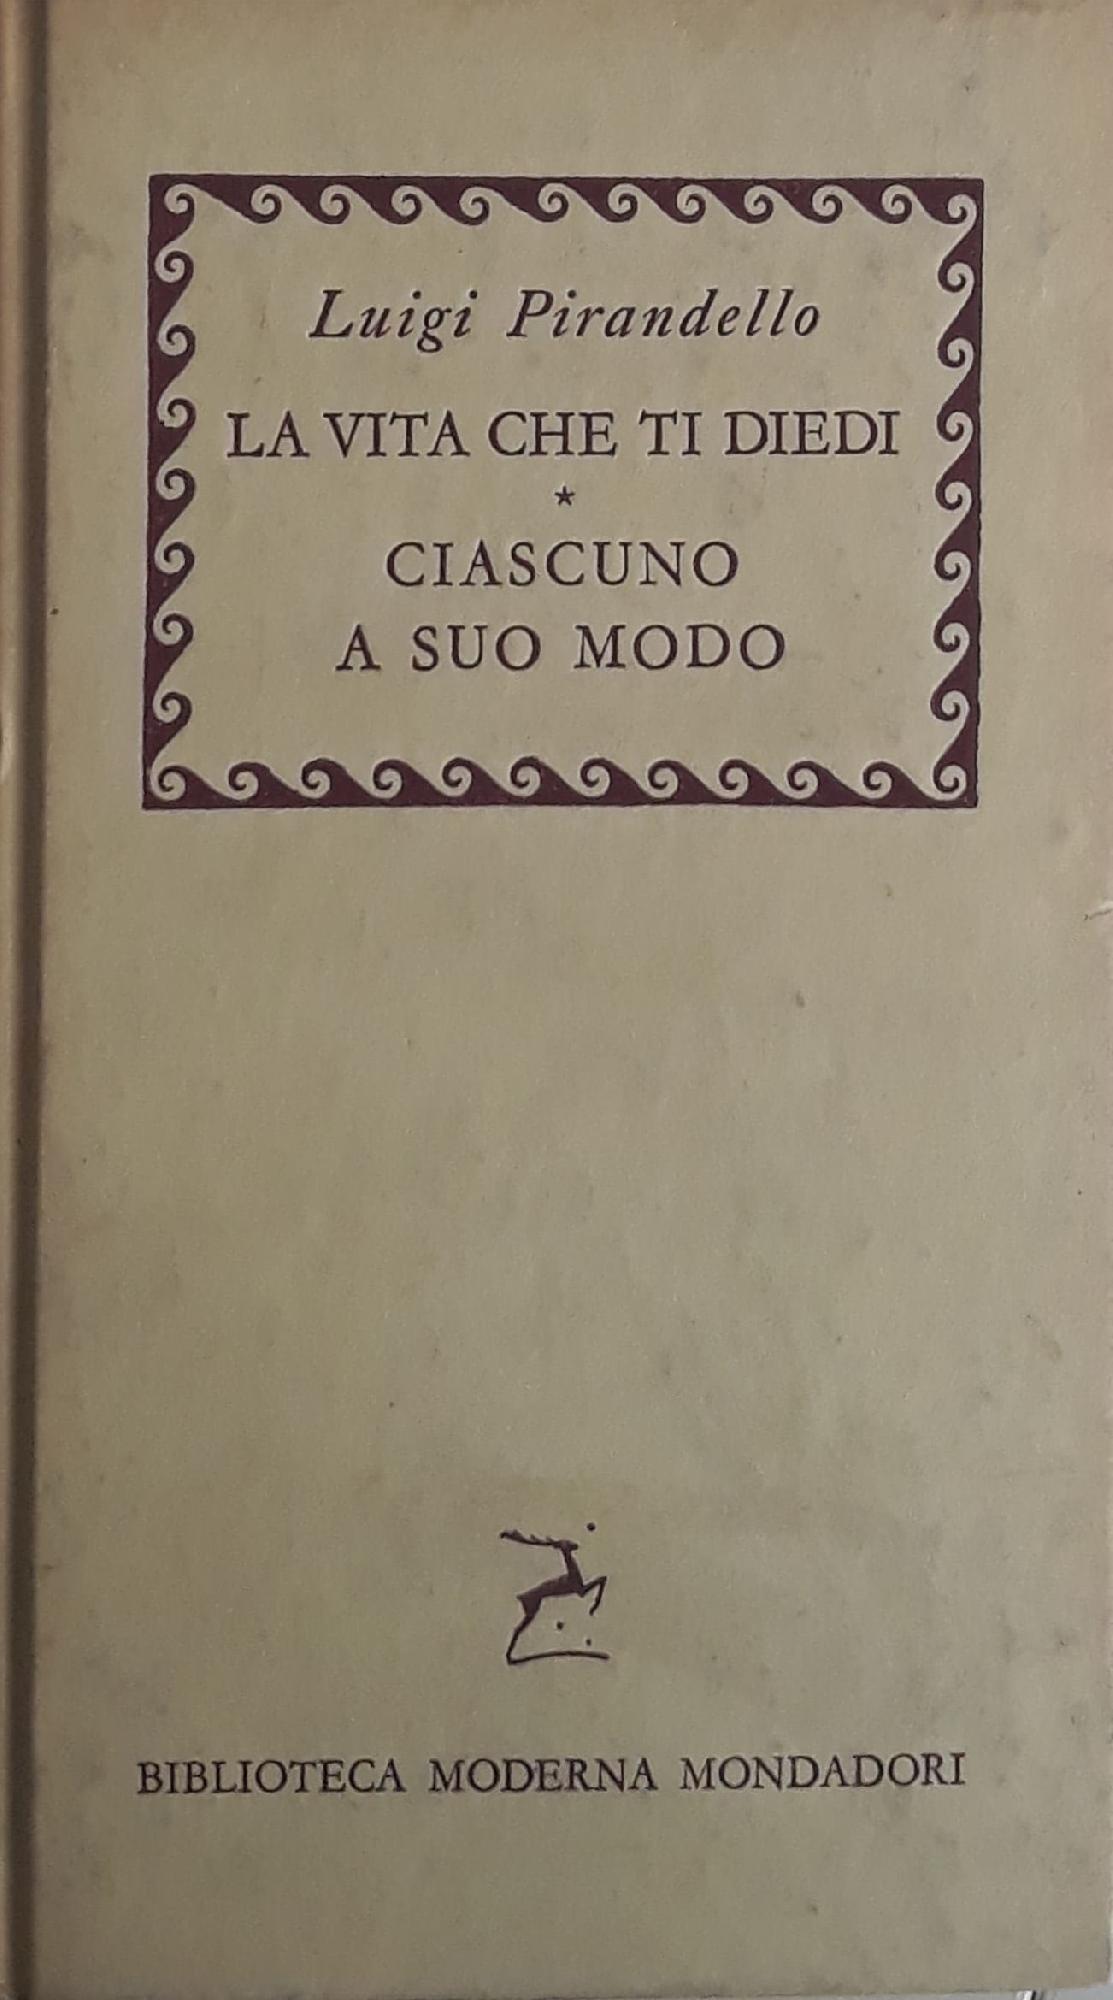 Luigi Pirandello
LA VITA CHE TI DIEDI
*
CIASCUNO
A SUO MODO
BIBLIOTECA MODERNA MONDADORI